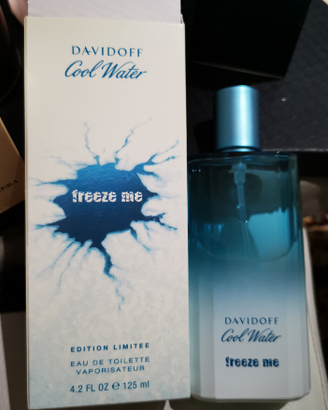 DAVIDOFF
Cool Water
freeze me
EDITION LIMITÉE
EAU DE TOILETTE
VAPORISATEUR
4.2 FL OZ ℮ 125 ml
DAVIDOFF
Cool Water
freeze me